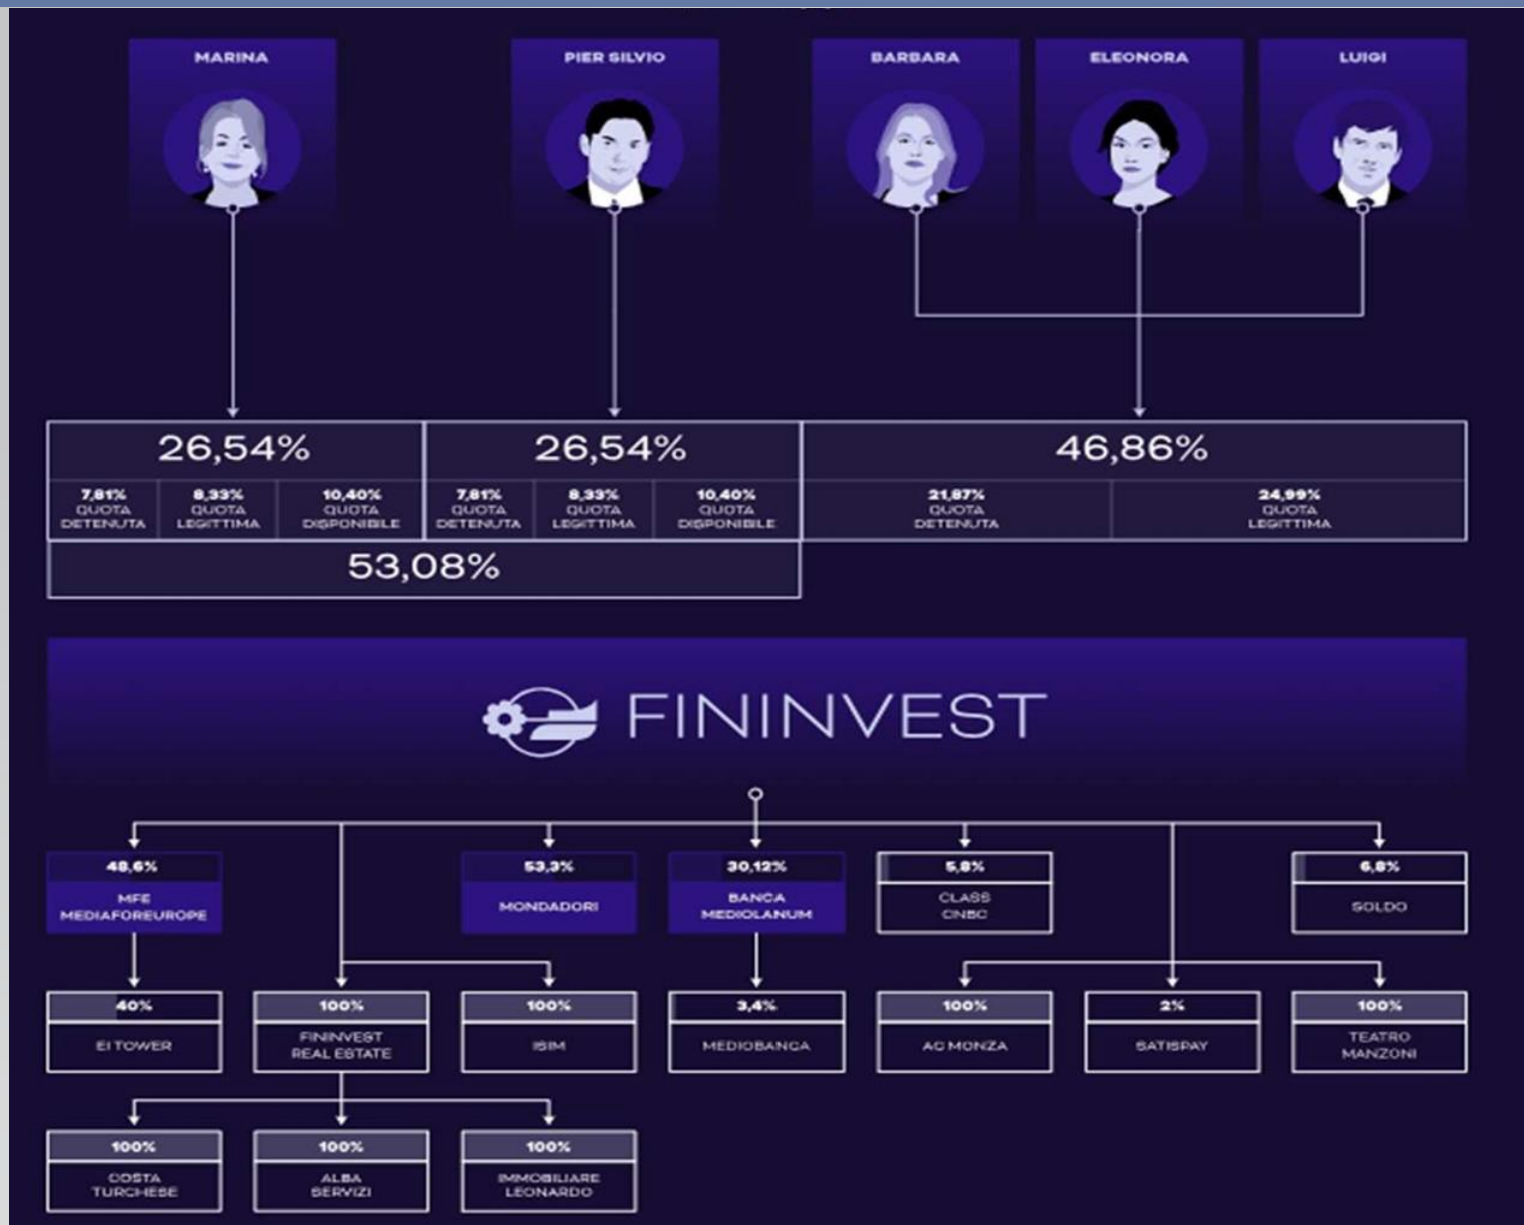 MARINA
PIER SILVIO
BARBARA
ELEONORA
LUIGI
26,54%
26,54%
46,86%
7,81%
QUOTA
DETENUTA
8,33%
QUOTA
LEGITTIMA
10,40%
QUOTA
DISPONIBILE
7,81%
QUOTA
DETENUTA
8,33%
QUOTA
LEGITTIMA
10,40%
QUOTA
DISPONIBILE
21,87%
QUOTA
DETENUTA
24,99%
QUOTA
LEGITTIMA
53,08%
FININVEST
48,6%
MFE
MEDIAFOREUROPE
53,3%
MONDADORI
30,12%
BANCA
MEDIOLANUM
5,8%
CLASS
CNBC
6,8%
SOLDO
40%
EI TOWER
100%
FININVEST
REAL ESTATE
100%
ISIM
3,4%
MEDIOBANCA
100%
AC MONZA
2%
SATISPAY
100%
TEATRO
MANZONI
100%
COSTA
TURCHESE
100%
ALBA
SERVIZI
100%
IMMOBILIARE
LEONARDO